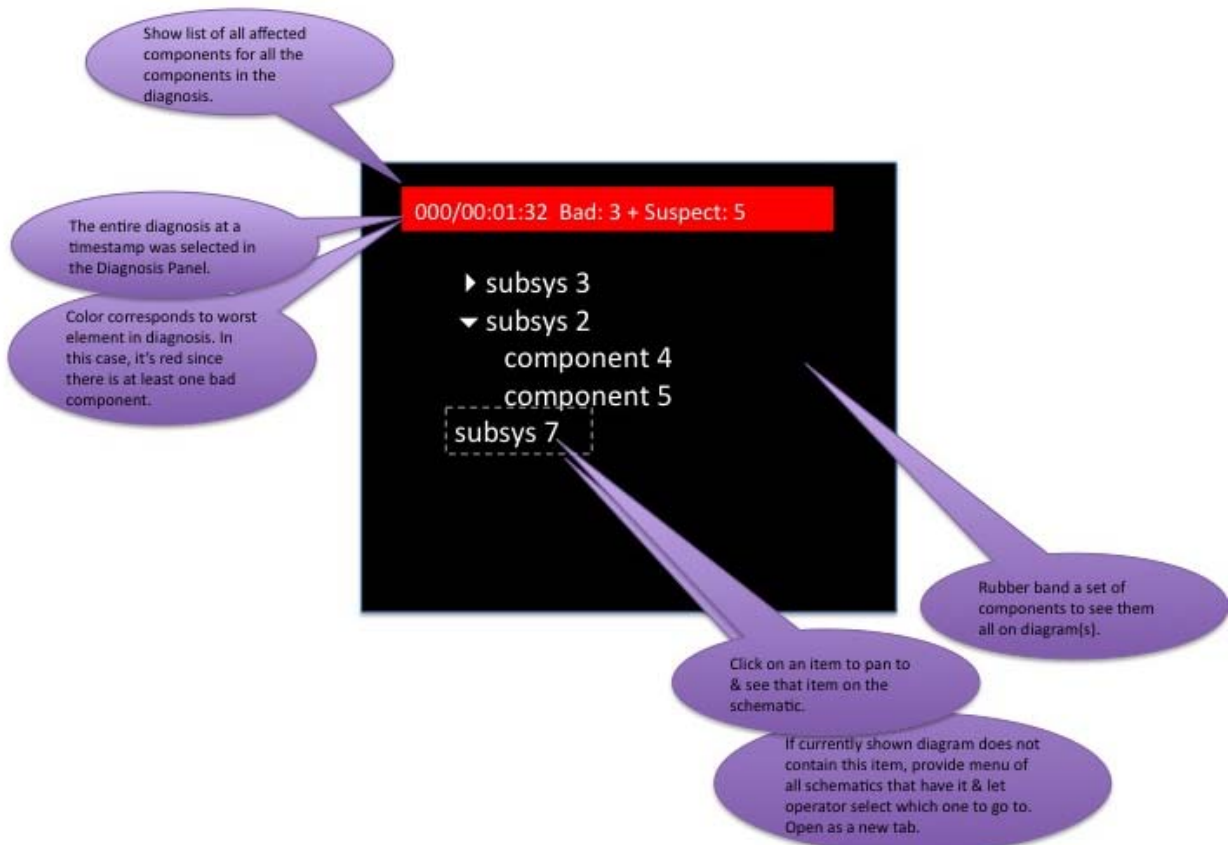 Show list of all affected
components for all the
components in the
diagnosis.
000/00:01:32 Bad: 3 + Suspect: 5
The entire diagnosis at a
timestamp was selected in
the Diagnosis Panel.
Color corresponds to worst
element in diagnosis. In
this case, it's red since
there is at least one bad
component.
subsys 3
subsys 2
component 4
component 5
subsys 7
Rubber band a set of
components to see them
all on diagram(s).
Click on an item to pan to
& see that item on the
schematic.
If currently shown diagram does not
contain this item, provide menu of
all schematics that have it & let
operator select which one to go to.
Open as a new tab.